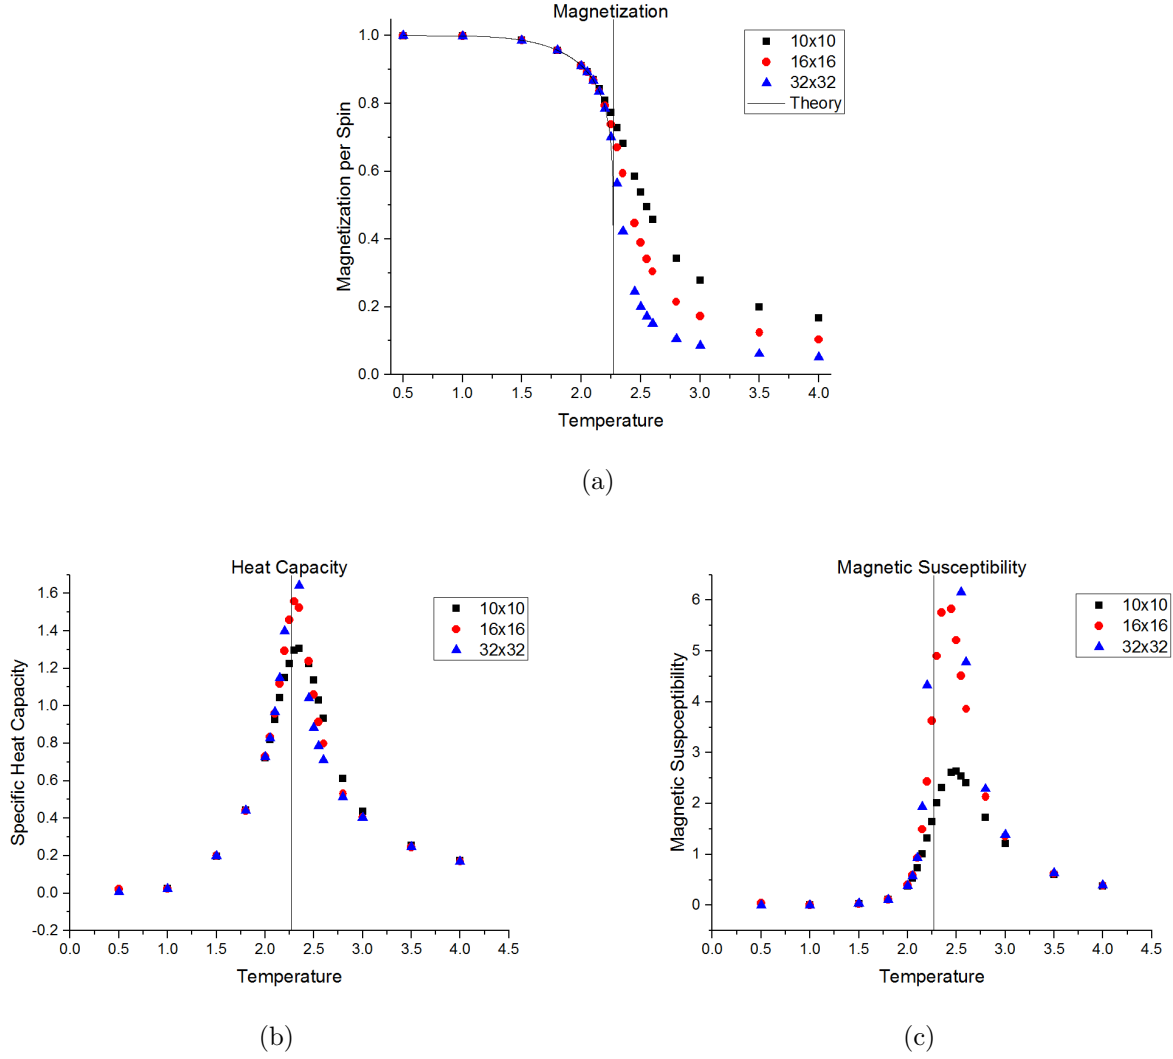 Magnetization
1.0
0.8
0.6
0.4
0.2
0.0
Magnetization per Spin
10x10
16x16
32x32
Theory
0.5 1.0 1.5 2.0 2.5 3.0 3.5 4.0
Temperature
(a)
Heat Capacity
1.6
1.4
1.2
1.0
0.8
0.6
0.4
0.2
0.0
-0.2
Specific Heat Capacity
10x10
16x16
32x32
0.0 0.5 1.0 1.5 2.0 2.5 3.0 3.5 4.0 4.5
Temperature
(b)
Magnetic Susceptibility
6
5
4
3
2
1
0
Magnetic Suspceptibility
10x10
16x16
32x32
0.0 0.5 1.0 1.5 2.0 2.5 3.0 3.5 4.0 4.5
Temperature
(c)